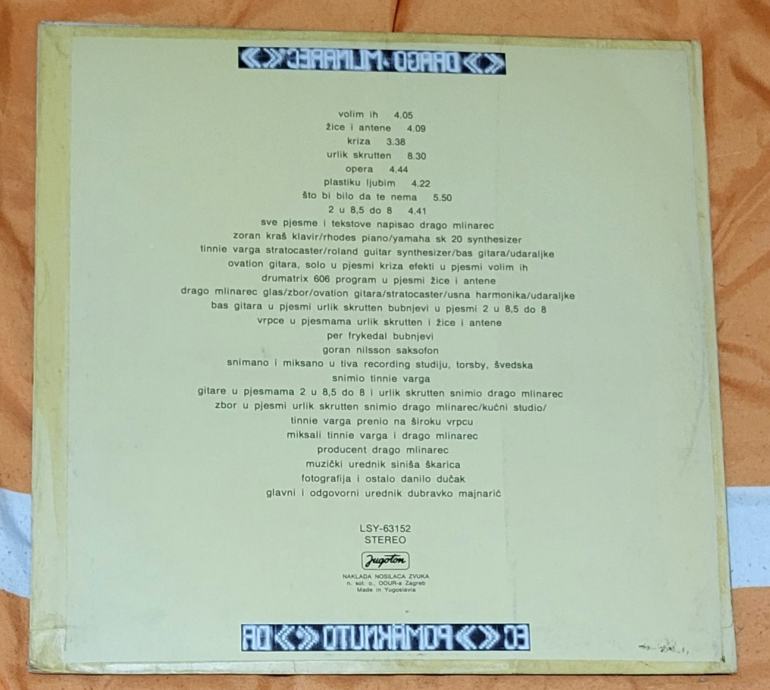 DRAGO MLINAREC
volim ih 4.05
žice i antene 4.09
kriza 3.38
urlik skrutten 8.30
opera 4.44
plastiku ljubim 4.22
što bi bilo da te nema 5.50
2 u 8,5 do 8 4.41
sve pjesme i tekstove napisao drago mlinarec
zoran kraš klavir/rhodes piano/yamaha sk 20 synthesizer
tinnie varga stratocaster/roland guitar synthesizer/bas gitara/udaraljke
ovation gitara, solo u pjesmi kriza efekti u pjesmi volim ih
drumatrix 606 program u pjesmi žice i antene
drago mlinarec glas/zbor/ovation gitara/stratocaster/usna harmonika/udaraljke
bas gitara u pjesmi urlik skrutten bubnjevi u pjesmi 2 u 8,5 do 8
vrpce u pjesmama urlik skrutten i žice i antene
per frykedal bubnjevi
goran nilsson saksofon
snimano i miksano u tiva recording studiju, torsby, švedska
snimio tinnie varga
gitare u pjesmama 2 u 8,5 do 8 i urlik skrutten snimio drago mlinarec
zbor u pjesmi urlik skrutten snimio drago mlinarec/kućni studio/
tinnie varga prenio na široku vrpcu
miksali tinnie varga i drago mlinarec
producent drago mlinarec
muzički urednik siniša škarica
fotografija i ostalo danilo dučak
glavni i odgovorni urednik dubravko majnarić
LSY-63152
STEREO
Jugoton
NAKLADA NOSILACA ZVUKA
n. sol. o., OOUR-a Zagreb
Made in Yugoslavia
POMAKNUTO